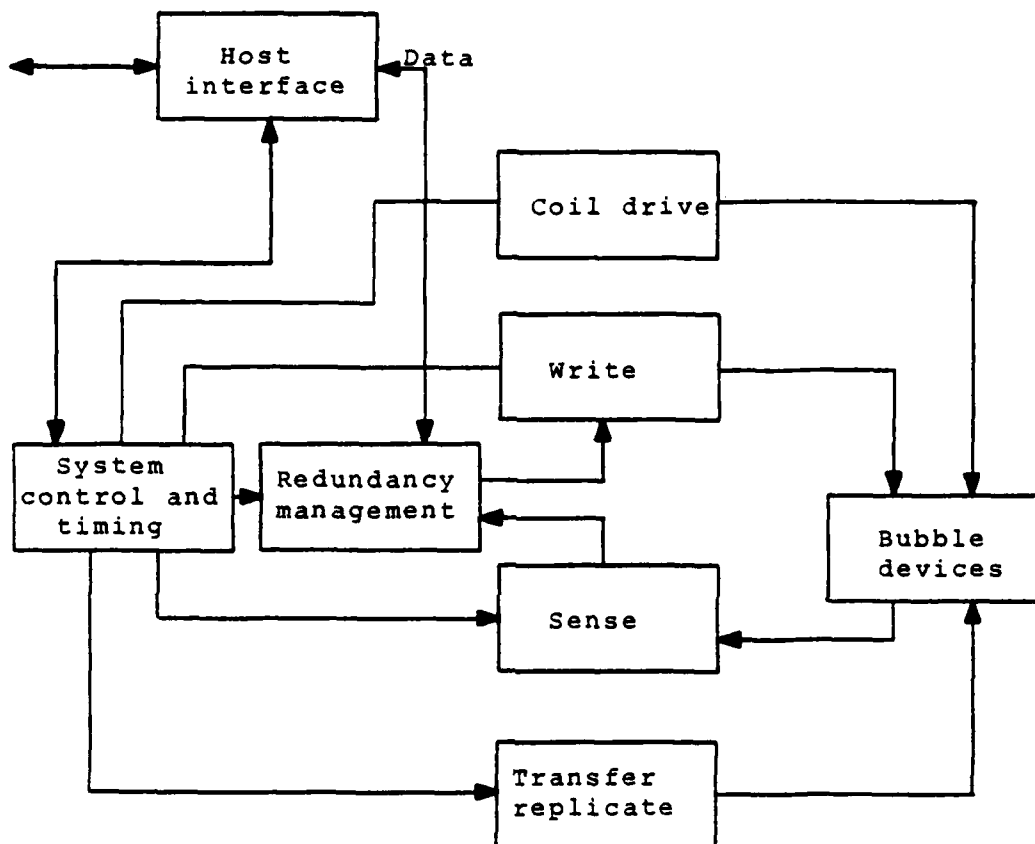 Host
interface
Data
Coil drive
Write
System
control and
timing
Redundancy
management
Bubble
devices
Sense
Transfer
replicate